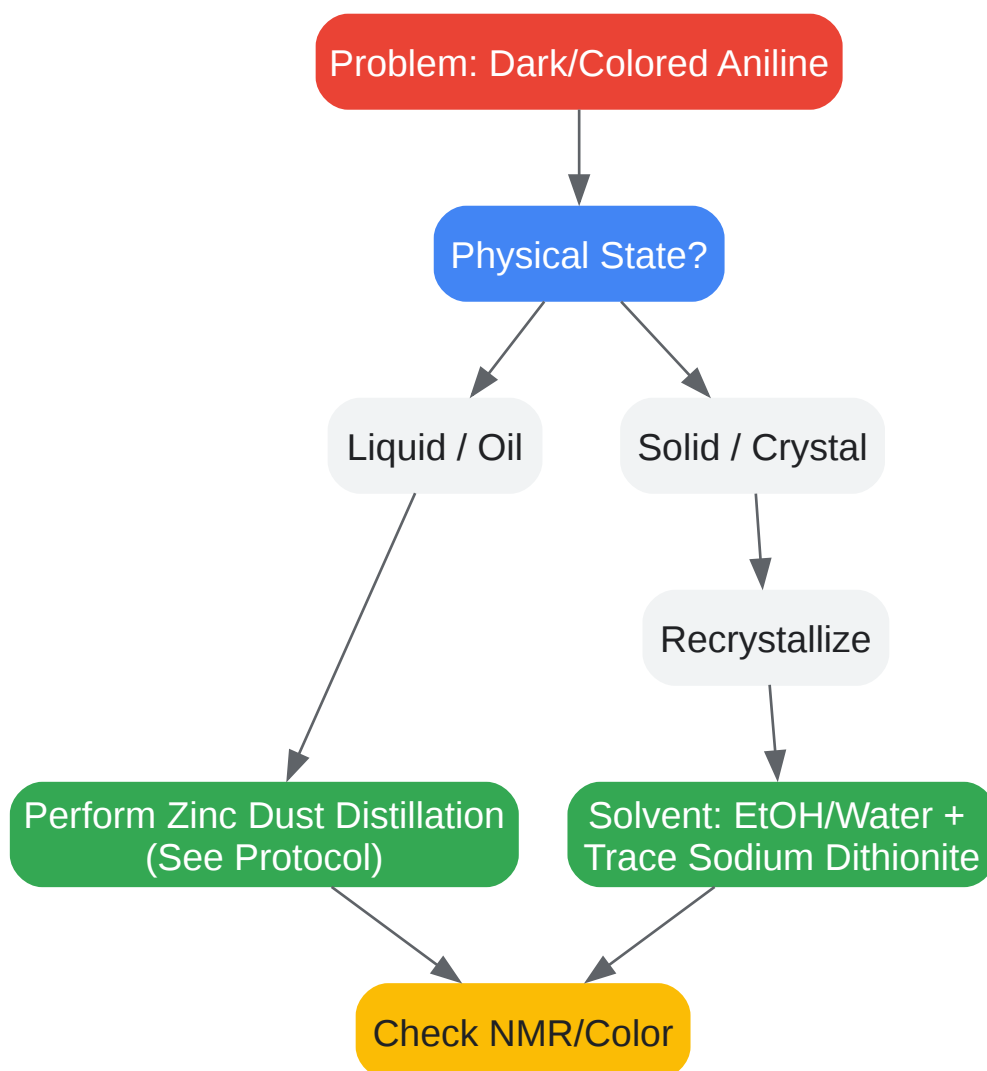 Problem: Dark/Colored Aniline
Physical State?
Liquid / Oil
Solid / Crystal
Recrystallize
Perform Zinc Dust Distillation
(See Protocol)
Solvent: EtOH/Water +
Trace Sodium Dithionite
Check NMR/Color